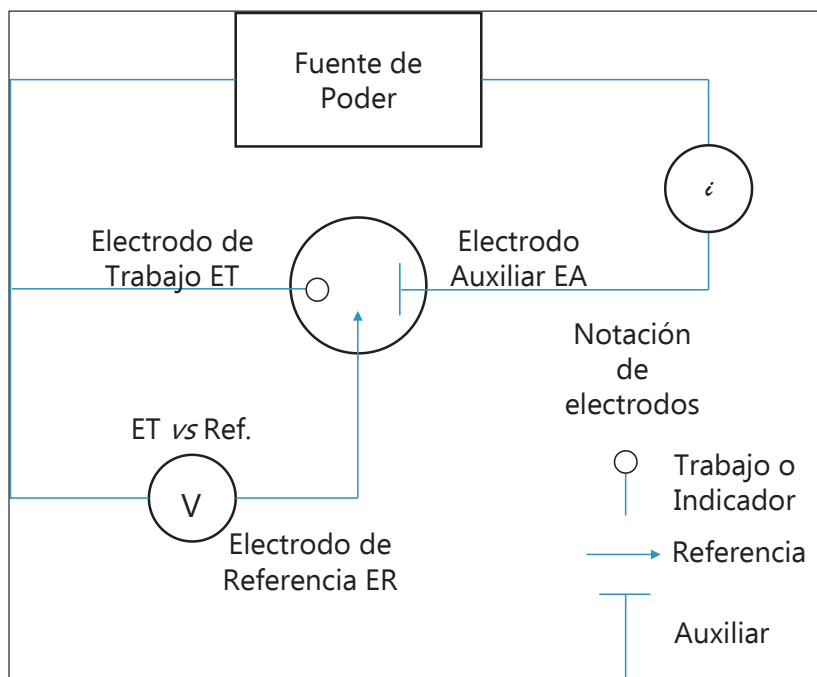 Fuente de
Poder
i
Electrodo de
Trabajo ET
Electrodo
Auxiliar EA
Notación
de
electrodos
ET vs Ref.
V
Trabajo o
Indicador
Electrodo de
Referencia ER
Referencia
Auxiliar